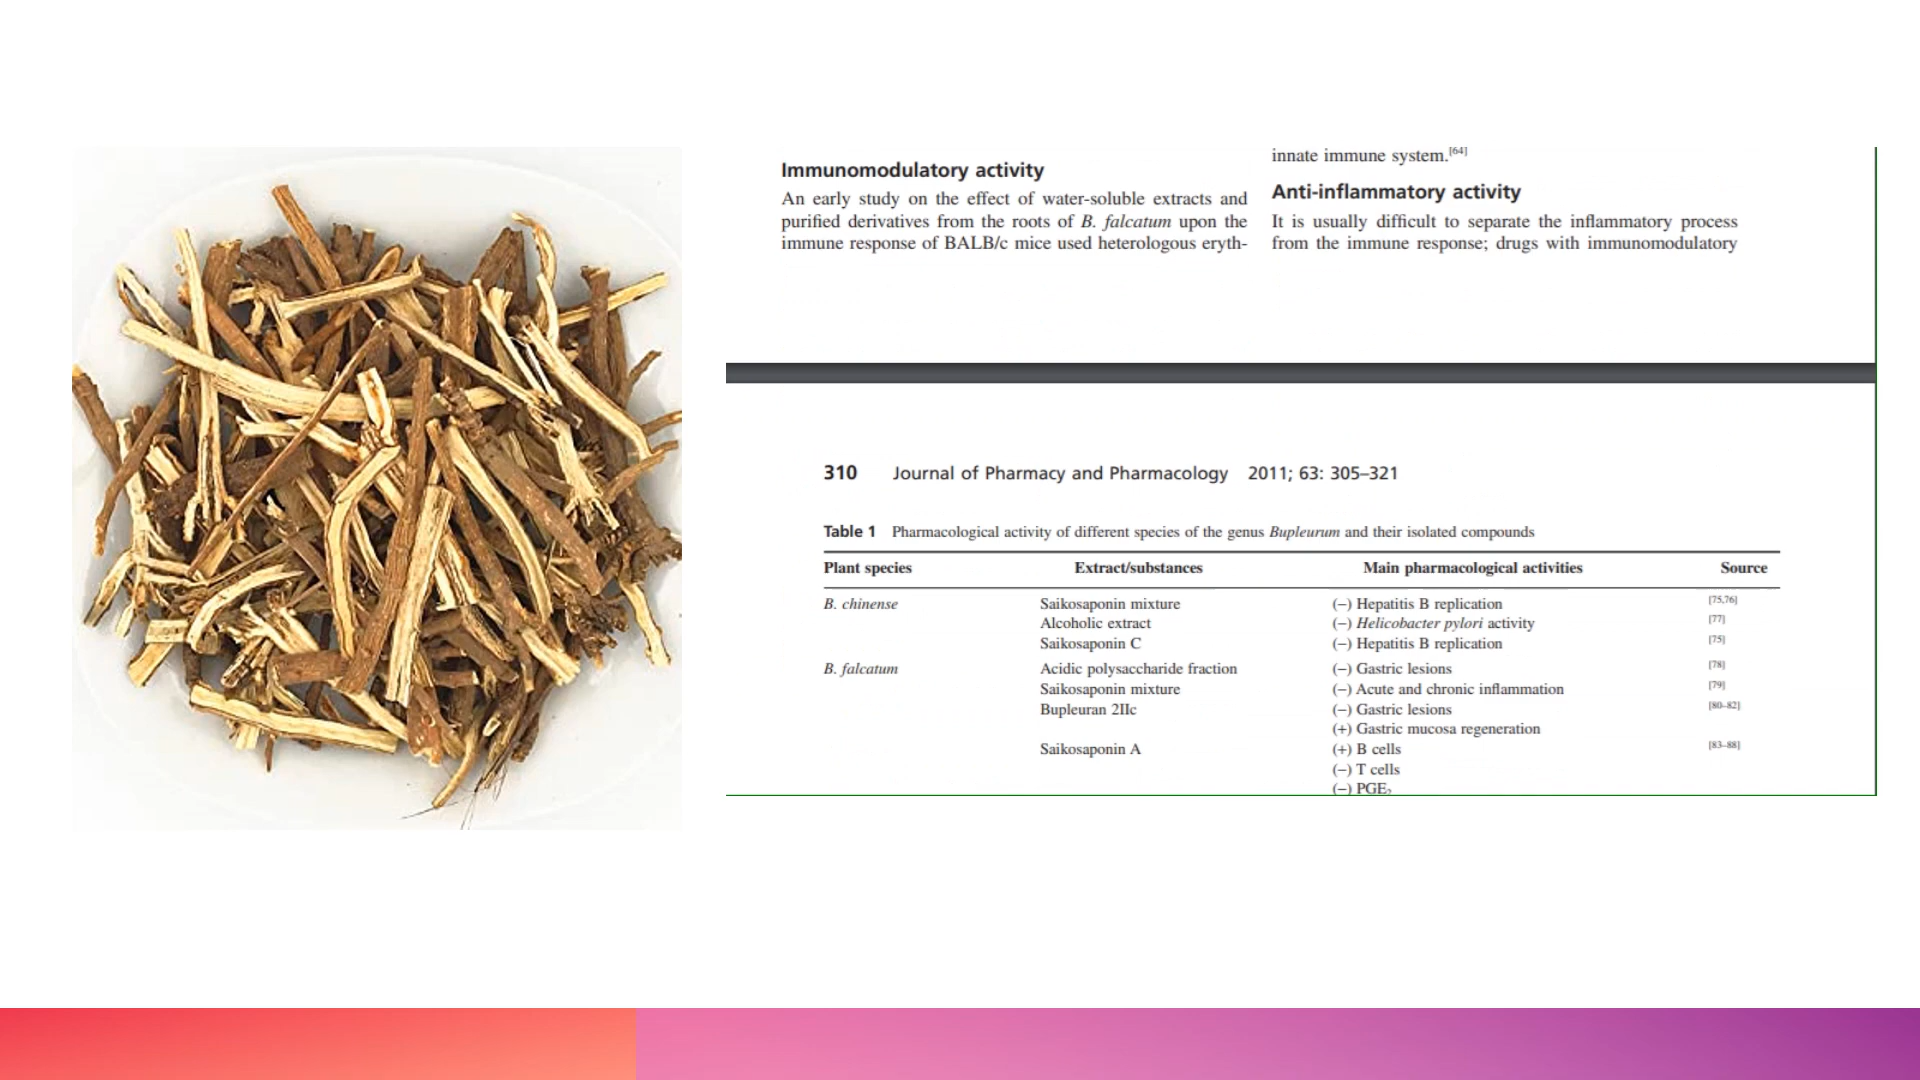 Immunomodulatory activity
An early study on the effect of water-soluble extracts and
purified derivatives from the roots of B. falcatum upon the
immune response of BALB/c mice used heterologous eryth-
innate immune system.[64]
Anti-inflammatory activity
It is usually difficult to separate the inflammatory process
from the immune response; drugs with immunomodulatory
310 Journal of Pharmacy and Pharmacology 2011; 63: 305–321
Table 1 Pharmacological activity of different species of the genus Bupleurum and their isolated compounds
Plant species Extract/substances Main pharmacological activities Source
B. chinense Saikosaponin mixture (−) Hepatitis B replication [75,76]
Alcoholic extract (−) Helicobacter pylori activity [77]
Saikosaponin C (−) Hepatitis B replication [75]
B. falcatum Acidic polysaccharide fraction (−) Gastric lesions [78]
Saikosaponin mixture (−) Acute and chronic inflammation [79]
Bupleuran 2IIc (−) Gastric lesions [80–82]
(+) Gastric mucosa regeneration
Saikosaponin A (+) B cells [83–88]
(−) T cells
(−) PGE₂